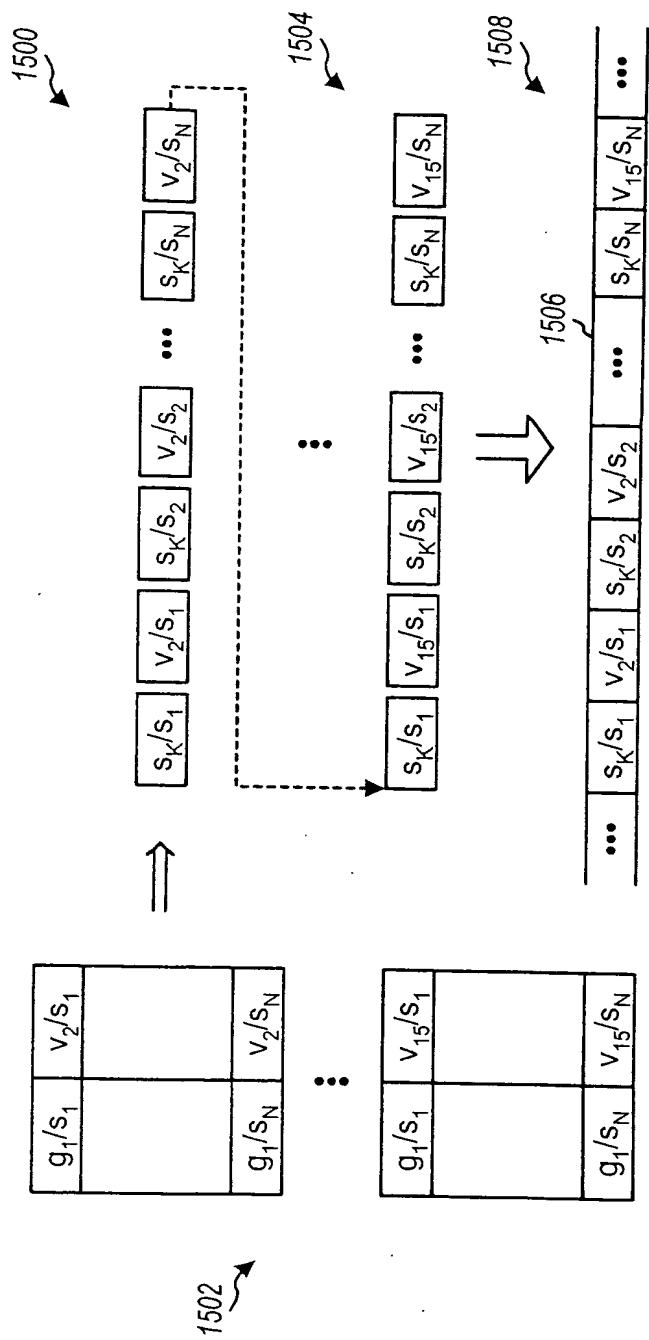 1500
1502
g1/s1 v2/s1
g1/sN v2/sN
•••
g1/s1 v15/s1
g1/sN v15/sN
sK/s1 v2/s1 sK/s2 v2/s2 ••• sK/sN v2/sN
•••
1504
sK/s1 v15/s1 sK/s2 v15/s2 ••• sK/sN v15/sN
1506
1508
••• sK/s1 v2/s1 sK/s2 v2/s2 ••• sK/sN v15/sN •••